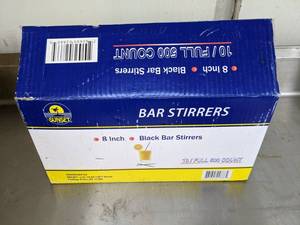 10 / FULL 500 COUNT
• 8 Inch • Black Bar Stirrers
SUNSET
BAR STIRRERS
• 8 Inch • Black Bar Stirrers
10 / FULL 500 COUNT